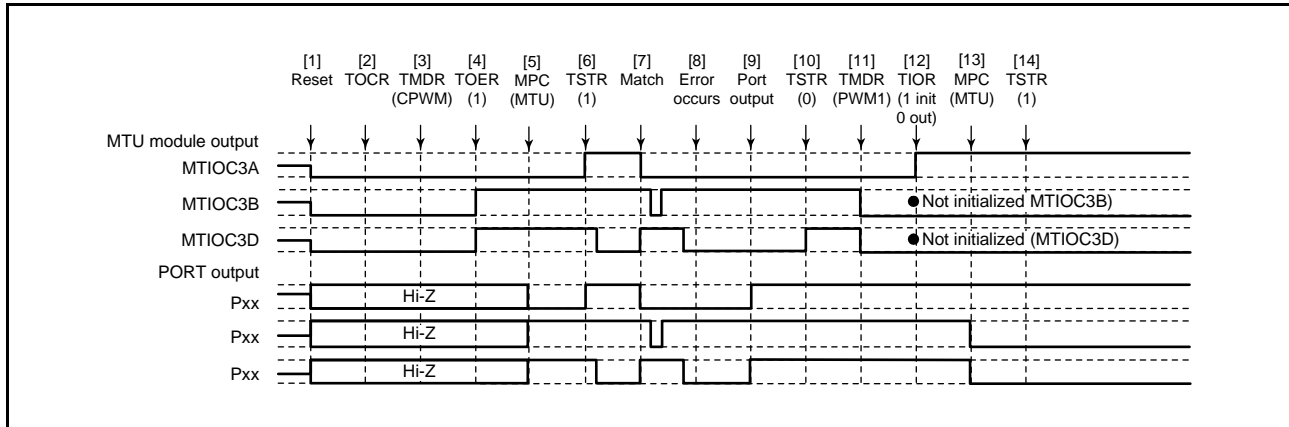 [1] [2] [3] [4] [5] [6] [7] [8] [9] [10] [11] [12] [13] [14]
Reset TOCR TMDR TOER MPC TSTR Match Error Port TSTR TMDR TIOR MPC TSTR
(CPWM) (1) (MTU) (1) occurs output (0) (PWM1) (1 init (MTU) (1)
0 out)
MTU module output
MTIOC3A
MTIOC3B ● Not initialized MTIOC3B)
MTIOC3D ● Not initialized (MTIOC3D)
PORT output
Pxx Hi-Z
Pxx Hi-Z
Pxx Hi-Z